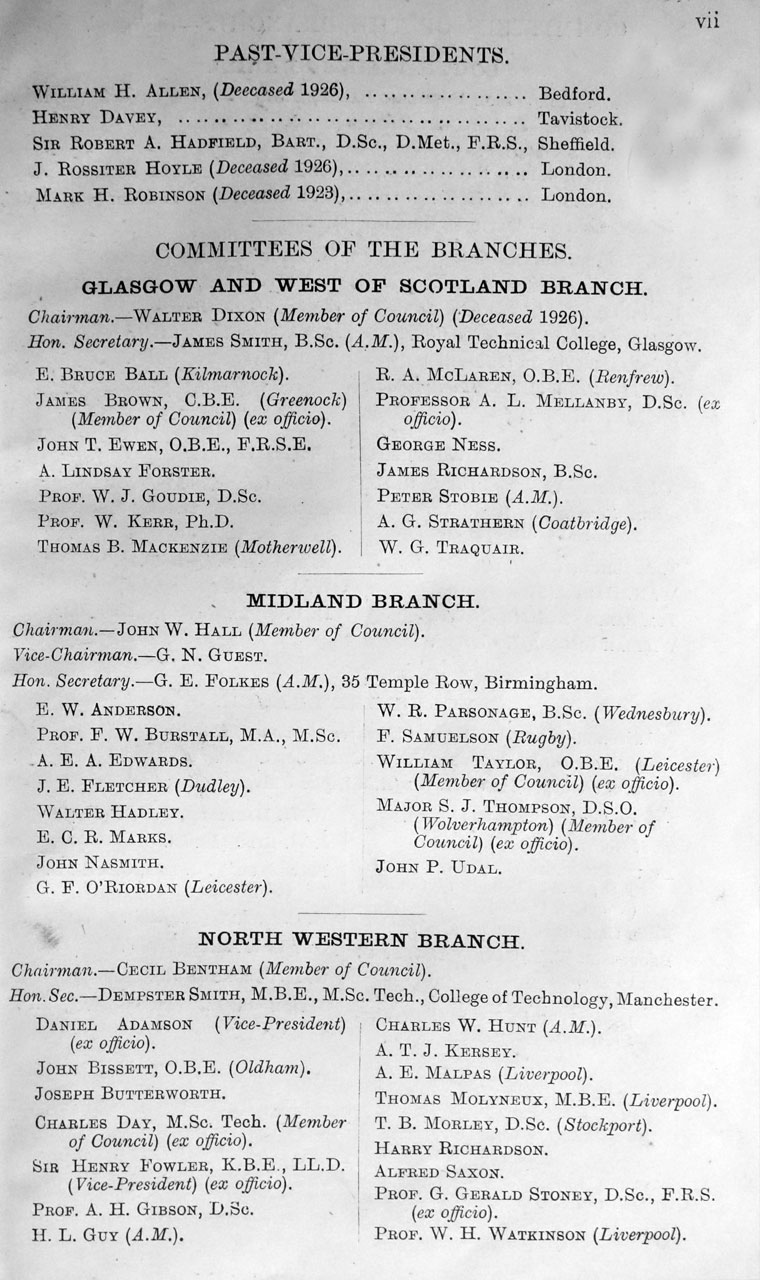 vii
PAST-VICE-PRESIDENTS.
WILLIAM H. ALLEN, (Deecased 1926), .................. Bedford.
HENRY DAVEY, ...................................... Tavistock.
SIR ROBERT A. HADFIELD, BART., D.Sc., D.Met., F.R.S., Sheffield.
J. ROSSITER HOYLE (Deceased 1926),.................... London.
MARK H. ROBINSON (Deceased 1923),.................... London.
COMMITTEES OF THE BRANCHES.
GLASGOW AND WEST OF SCOTLAND BRANCH.
Chairman.—WALTER DIXON (Member of Council) (Deceased 1926).
Hon. Secretary.—JAMES SMITH, B.Sc. (A.M.), Royal Technical College, Glasgow.
E. BRUCE BALL (Kilmarnock).
JAMES BROWN, C.B.E. (Greenock)
(Member of Council) (ex officio).
JOHN T. EWEN, O.B.E., F.R.S.E.
A. LINDSAY FORSTER.
PROF. W. J. GOUDIE, D.Sc.
PROF. W. KERR, Ph.D.
THOMAS B. MACKENZIE (Motherwell).
R. A. MCLAREN, O.B.E. (Renfrew).
PROFESSOR A. L. MELLANBY, D.Sc. (ex
officio).
GEORGE NESS.
JAMES RICHARDSON, B.Sc.
PETER STOBIE (A.M.).
A. G. STRATHERN (Coatbridge).
W. G. TRAQUAIR.
MIDLAND BRANCH.
Chairman.—JOHN W. HALL (Member of Council).
Vice-Chairman.—G. N. GUEST.
Hon. Secretary.—G. E. FOLKES (A.M.), 35 Temple Row, Birmingham.
E. W. ANDERSON.
PROF. F. W. BURSTALL, M.A., M.Sc.
A. E. A. EDWARDS.
J. E. FLETCHER (Dudley).
WALTER HADLEY.
E. C. R. MARKS.
JOHN NASMITH.
G. F. O'RIORDAN (Leicester).
W. R. PARSONAGE, B.Sc. (Wednesbury).
F. SAMUELSON (Rugby).
WILLIAM TAYLOR, O.B.E. (Leicester)
(Member of Council) (ex officio).
MAJOR S. J. THOMPSON, D.S.O.
(Wolverhampton) (Member of
Council) (ex officio).
JOHN P. UDAL.
NORTH WESTERN BRANCH.
Chairman.—CECIL BENTHAM (Member of Council).
Hon. Sec.—DEMPSTER SMITH, M.B.E., M.Sc. Tech., College of Technology, Manchester.
DANIEL ADAMSON (Vice-President)
(ex officio).
JOHN BISSETT, O.B.E. (Oldham).
JOSEPH BUTTERWORTH.
CHARLES DAY, M.Sc. Tech. (Member
of Council) (ex officio).
SIR HENRY FOWLER, K.B.E., LL.D.
(Vice-President) (ex officio).
PROF. A. H. GIBSON, D.Sc.
H. L. GUY (A.M.).
CHARLES W. HUNT (A.M.).
A. T. J. KERSEY.
A. E. MALPAS (Liverpool).
THOMAS MOLYNEUX, M.B.E. (Liverpool).
T. B. MORLEY, D.Sc. (Stockport).
HARRY RICHARDSON.
ALFRED SAXON.
PROF. G. GERALD STONEY, D.Sc., F.R.S.
(ex officio).
PROF. W. H. WATKINSON (Liverpool).